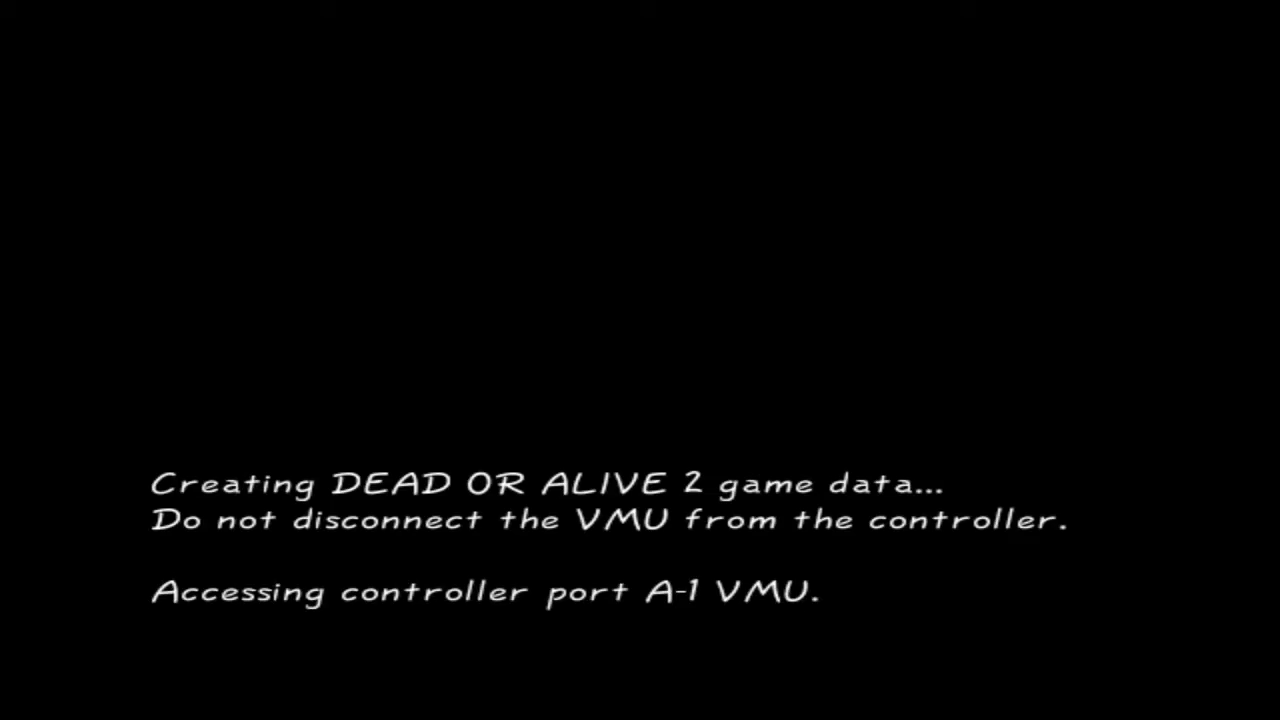 Creating DEAD OR ALIVE 2 game data...
Do not disconnect the VMU from the controller.
Accessing controller port A-1 VMU.